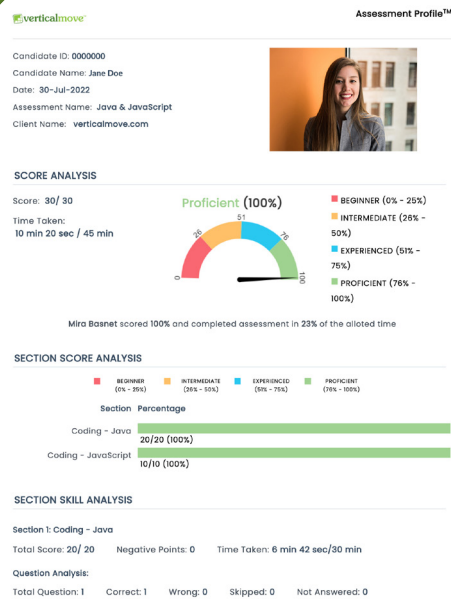 verticalmove
Assessment Profile™
Candidate ID: 0000000
Candidate Name: Jane Doe
Date: 30-Jul-2022
Assessment Name: Java & JavaScript
Client Name: verticalmove.com
SCORE ANALYSIS
Score: 30/ 30
Time Taken:
10 min 20 sec / 45 min
Proficient (100%)
0
26
51
76
100
BEGINNER (0% - 25%)
INTERMEDIATE (26% -
50%)
EXPERIENCED (51% -
75%)
PROFICIENT (76% -
100%)
Mira Basnet scored 100% and completed assessment in 23% of the alloted time
SECTION SCORE ANALYSIS
BEGINNER
(0% - 25%)
INTERMEDIATE
(26% - 50%)
EXPERIENCED
(51% - 75%)
PROFICIENT
(76% - 100%)
Section Percentage
Coding - Java
20/20 (100%)
Coding - JavaScript
10/10 (100%)
SECTION SKILL ANALYSIS
Section 1: Coding - Java
Total Score: 20/ 20 Negative Points: 0 Time Taken: 6 min 42 sec/30 min
Question Analysis:
Total Question: 1 Correct: 1 Wrong: 0 Skipped: 0 Not Answered: 0